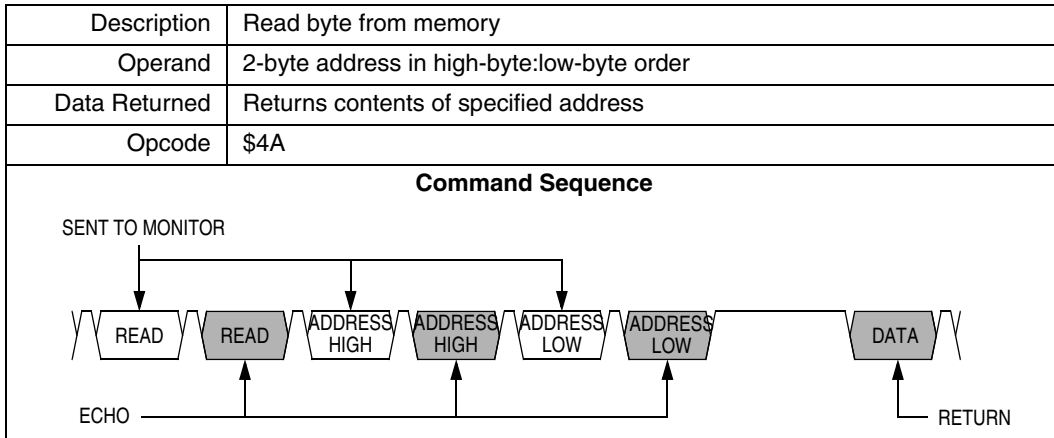 Description Read byte from memory
Operand 2-byte address in high-byte:low-byte order
Data Returned Returns contents of specified address
Opcode $4A
Command Sequence
SENT TO MONITOR
READ READ ADDRESS HIGH ADDRESS HIGH ADDRESS LOW ADDRESS LOW DATA
ECHO RETURN